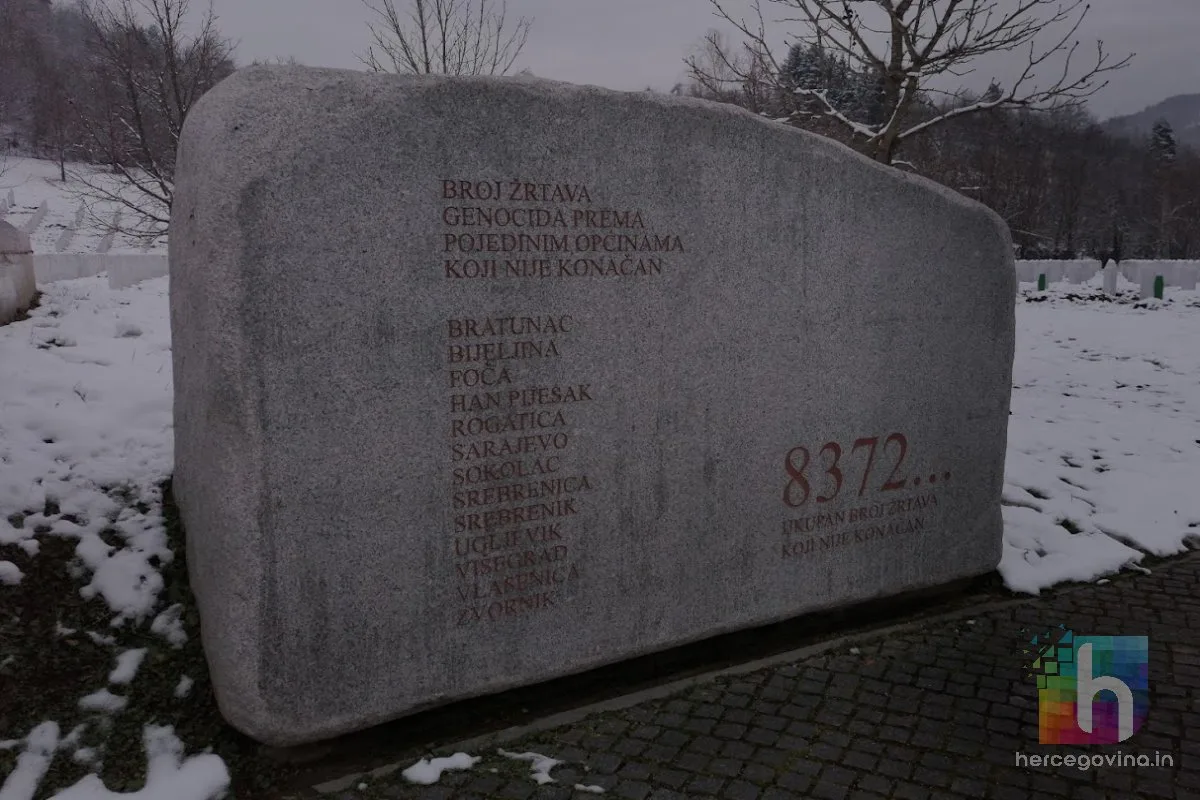 BROJ ŽRTAVA
GENOCIDA PREMA
POJEDINIM OPĆINAMA
KOJI NIJE KONAČAN
BRATUNAC
BIJELJINA
FOČA
HAN PIJESAK
ROGATICA
SARAJEVO
SOKOLAC
SREBRENICA
SREBRENIK
UGLJEVIK
VIŠEGRAD
VLASENICA
ZVORNIK
8372...
UKUPAN BROJ ŽRTAVA
KOJI NIJE KONAČAN
h
hercegovina.in